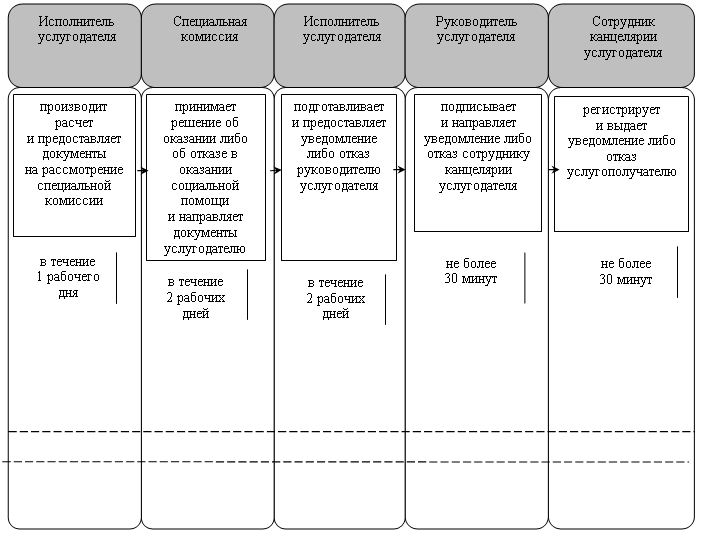 Исполнитель
услугодателя
Специальная
комиссия
Исполнитель
услугодателя
Руководитель
услугодателя
Сотрудник
канцелярии
услугодателя
производит
расчет
и предоставляет
документы
на рассмотрение
специальной
комиссии
в течение
1 рабочего
дня
принимает
решение об
оказании либо
об отказе в
оказании
социальной
помощи
и направляет
документы
услугодателю
в течение
2 рабочих
дней
подготавливает
и предоставляет
уведомление
либо отказ
руководителю
услугодателя
в течение
2 рабочих
дней
подписывает
и направляет
уведомление либо
отказ сотруднику
канцелярии
услугодателя
не более
30 минут
регистрирует
и выдает
уведомление либо
отказ
услугополучателю
не более
30 минут